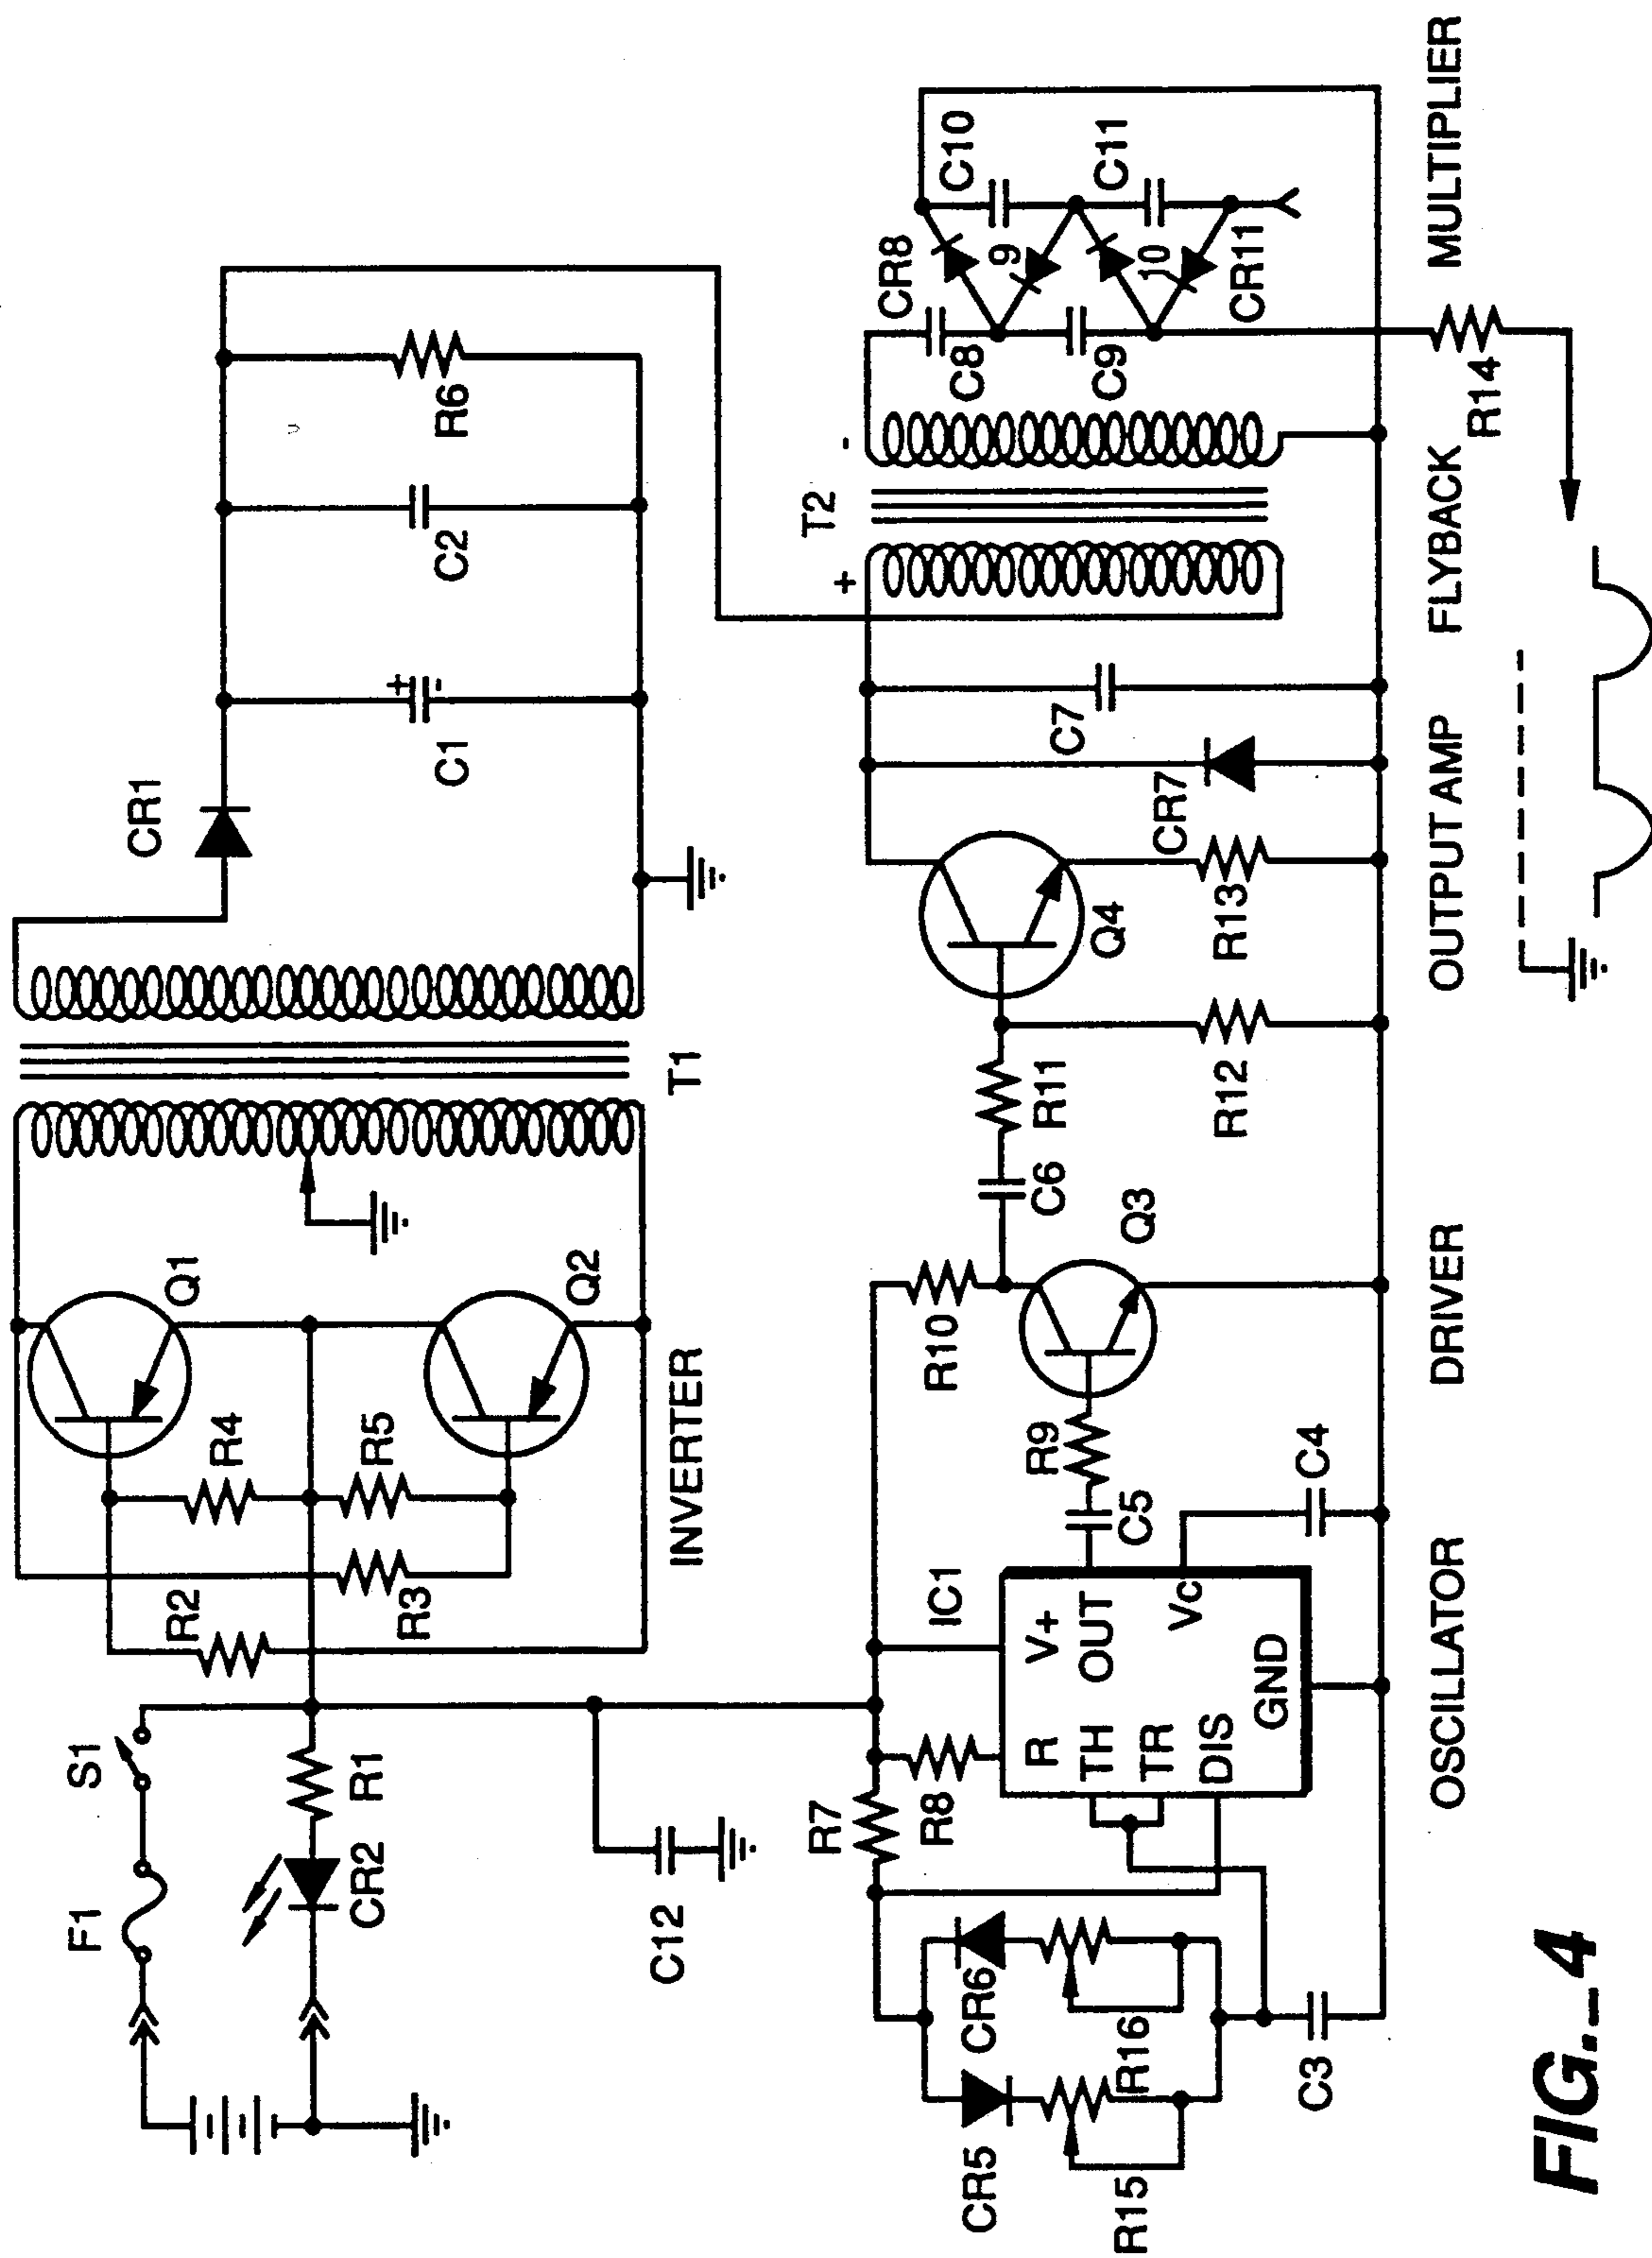 F1
S1
CR2
R1
C12
R2
R3
R4
R5
Q1
Q2
INVERTER
T1
CR1
+
-
C1
C2
R6
CR5
CR6
R15
R16
C3
R7
R8
IC1
R
V+
TH
OUT
TR
DIS
Vc
GND
C5
R9
C4
R10
Q3
C6
R11
R12
Q4
R13
CR7
C7
T2
+
-
C8
C9
CR8
9
10
CR11
C10
C11
R14
OSCILLATOR
DRIVER
OUTPUT AMP
FLYBACK
MULTIPLIER
FIG._4